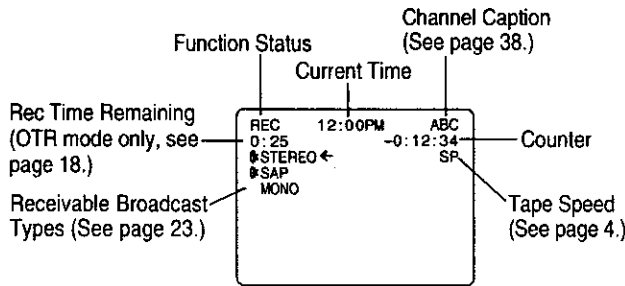 Channel Caption
(See page 38.)
Function Status
Current Time
Rec Time Remaining
(OTR mode only, see
page 18.)
REC 12:00PM ABC
0:25 -0:12:34
STEREO←
SP
SAP
MONO
Counter
Receivable Broadcast
Types (See page 23.)
Tape Speed
(See page 4.)